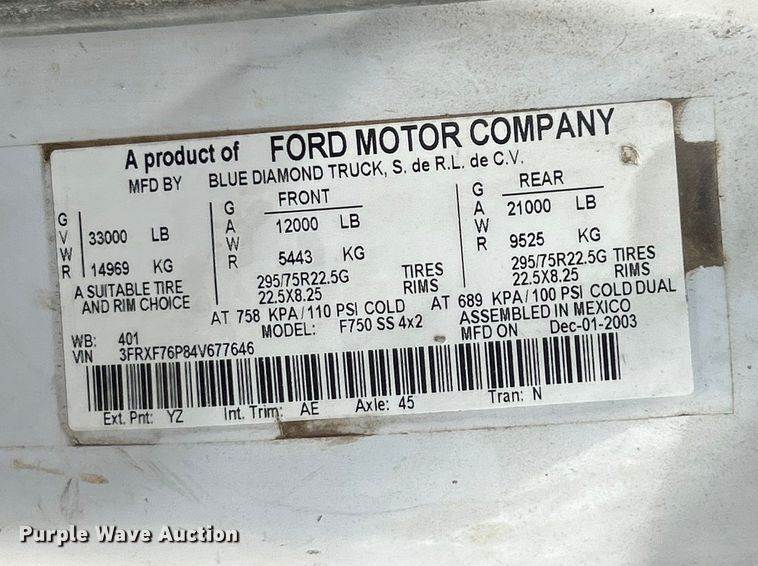 A product of FORD MOTOR COMPANY
MFD BY BLUE DIAMOND TRUCK, S. de R.L. de C.V.
GVWR
33000 LB
14969 KG
A SUITABLE TIRE
AND RIM CHOICE
GAWR
FRONT
12000 LB
5443 KG
295/75R22.5G TIRES
22.5X8.25 RIMS
AT 758 KPA/110 PSI COLD
GAWR
REAR
21000 LB
9525 KG
295/75R22.5G TIRES
22.5X8.25 RIMS
AT 689 KPA/100 PSI COLD DUAL
MODEL: F750 SS 4x2
ASSEMBLED IN MEXICO
WB: 401
MFD ON Dec-01-2003
VIN 3FRXF76P84V677646
Ext. Pnt: YZ Int. Trim: AE Axle: 45 Tran: N
Purple Wave Auction